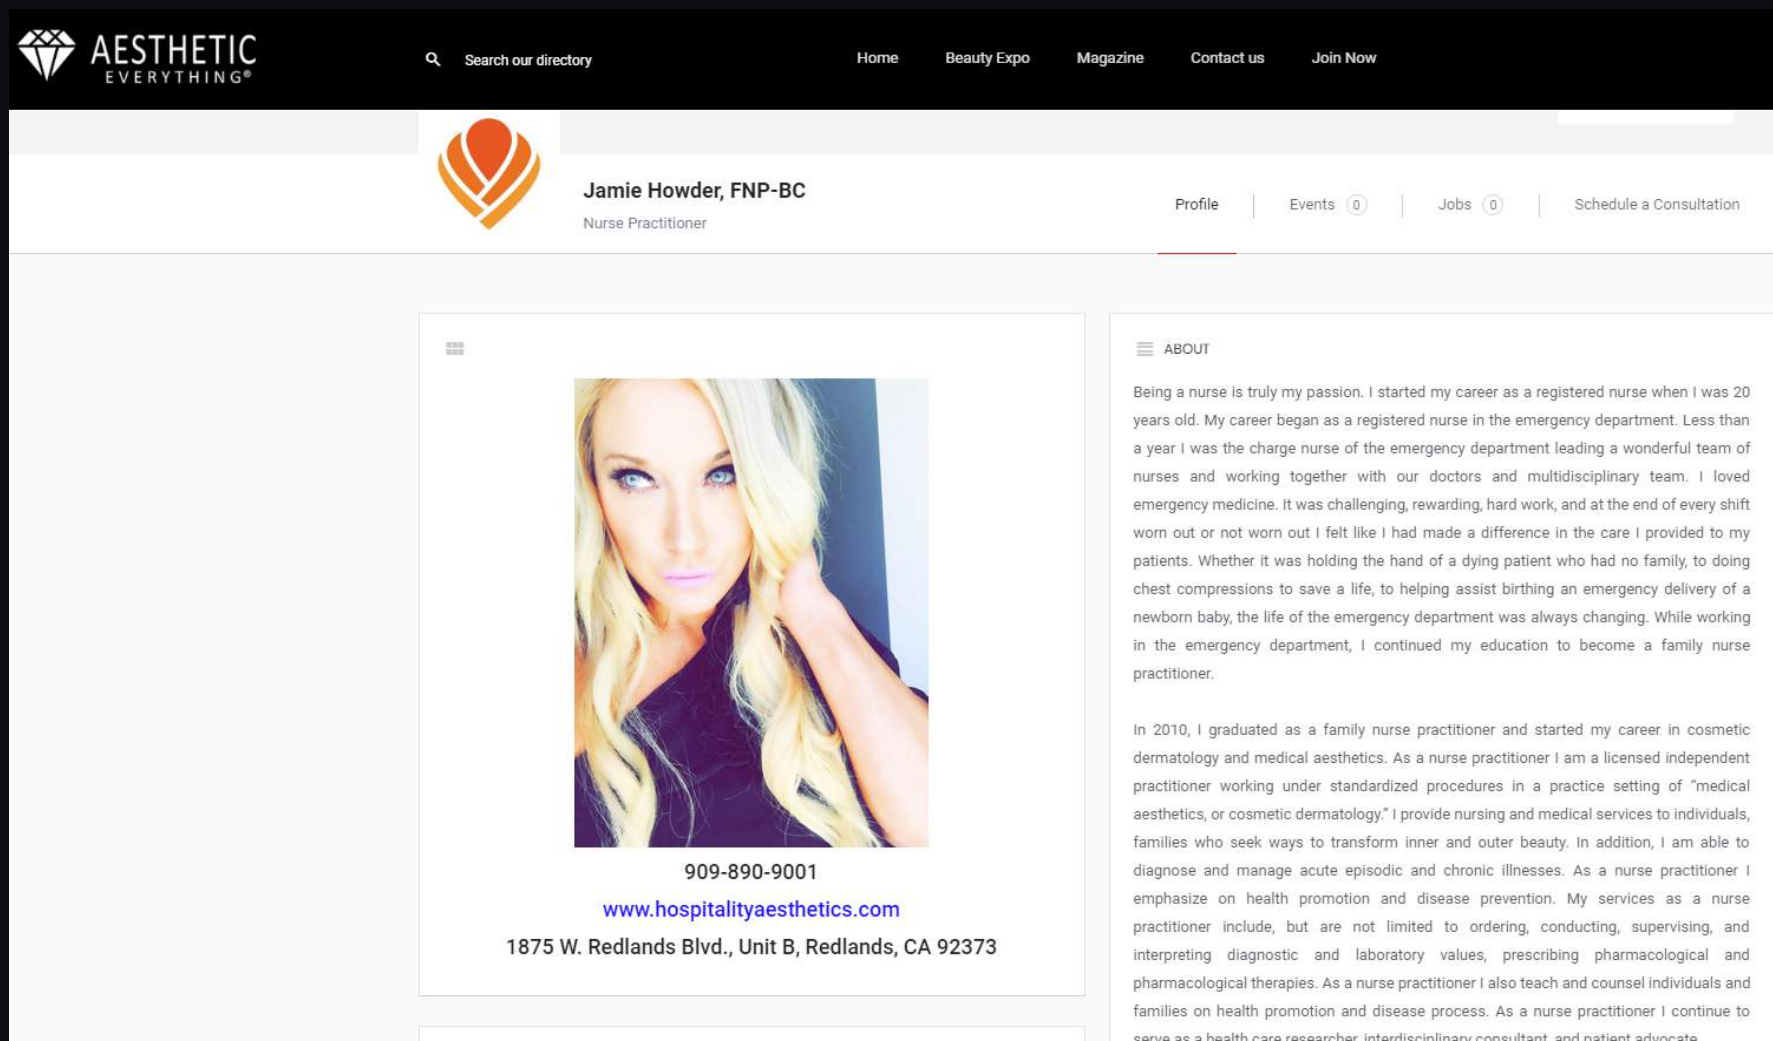 AESTHETIC
EVERYTHING®
Search our directory
Home
Beauty Expo
Magazine
Contact us
Join Now
Jamie Howder, FNP-BC
Nurse Practitioner
Profile
Events 0
Jobs 0
Schedule a Consultation
909-890-9001
www.hospitalityaesthetics.com
1875 W. Redlands Blvd., Unit B, Redlands, CA 92373
ABOUT
Being a nurse is truly my passion. I started my career as a registered nurse when I was 20
years old. My career began as a registered nurse in the emergency department. Less than
a year I was the charge nurse of the emergency department leading a wonderful team of
nurses and working together with our doctors and multidisciplinary team. I loved
emergency medicine. It was challenging, rewarding, hard work, and at the end of every shift
worn out or not worn out I felt like I had made a difference in the care I provided to my
patients. Whether it was holding the hand of a dying patient who had no family, to doing
chest compressions to save a life, to helping assist birthing an emergency delivery of a
newborn baby, the life of the emergency department was always changing. While working
in the emergency department, I continued my education to become a family nurse
practitioner.
In 2010, I graduated as a family nurse practitioner and started my career in cosmetic
dermatology and medical aesthetics. As a nurse practitioner I am a licensed independent
practitioner working under standardized procedures in a practice setting of “medical
aesthetics, or cosmetic dermatology.” I provide nursing and medical services to individuals,
families who seek ways to transform inner and outer beauty. In addition, I am able to
diagnose and manage acute episodic and chronic illnesses. As a nurse practitioner I
emphasize on health promotion and disease prevention. My services as a nurse
practitioner include, but are not limited to ordering, conducting, supervising, and
interpreting diagnostic and laboratory values, prescribing pharmacological and
pharmacological therapies. As a nurse practitioner I also teach and counsel individuals and
families on health promotion and disease process. As a nurse practitioner I continue to
serve as a health care researcher, interdisciplinary consultant, and patient advocate.